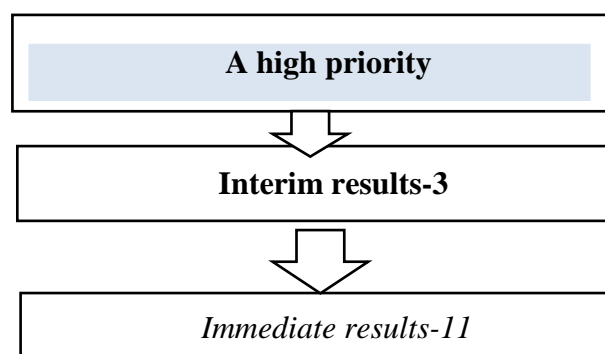 A high priority
Interim results-3
Immediate results-11